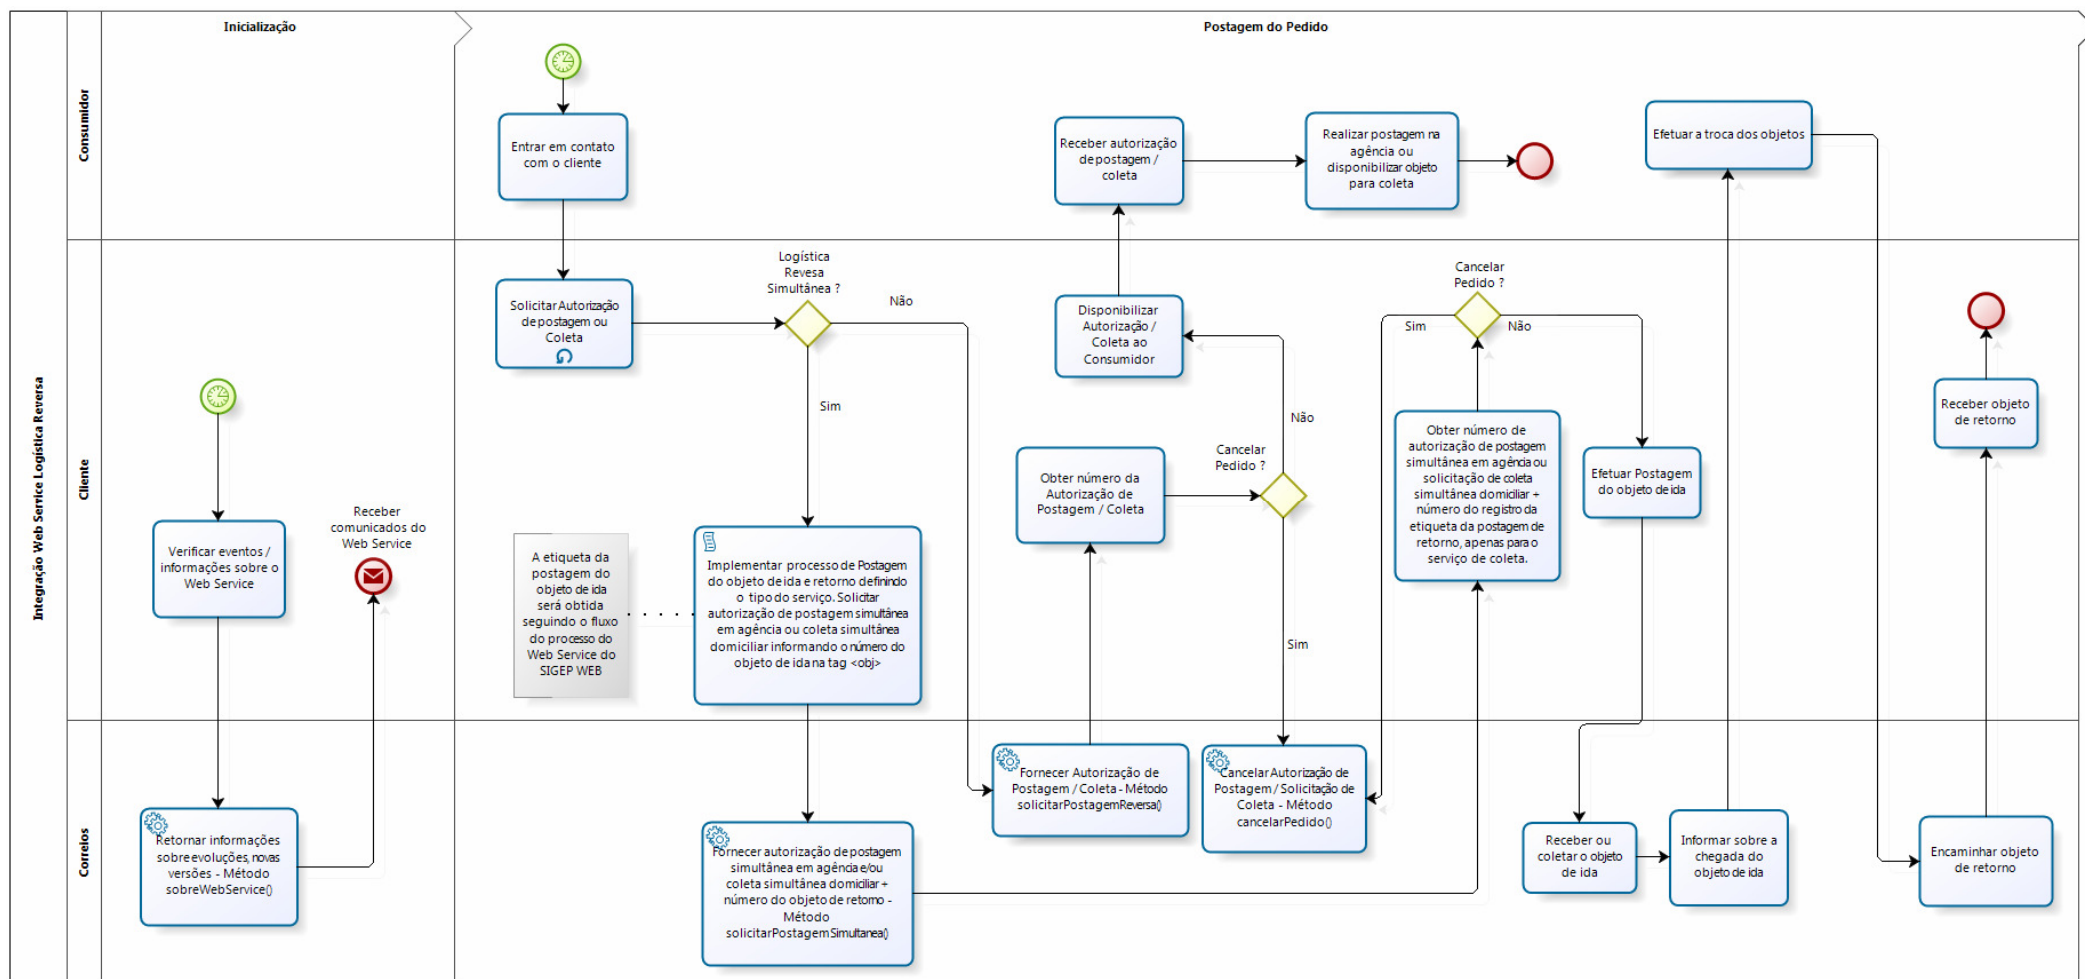 Inicialização
Postagem do Pedido
Integração Web Service Logística Reversa
Consumidor
Entrar em contato
com o cliente
Receber autorização
de postagem /
coleta
Realizar postagem na
agência ou
disponibilizar objeto
para coleta
Efetuar a troca dos objetos
Cliente
Verificar eventos /
informações sobre o
Web Service
Receber
comunicados do
Web Service
Solicitar Autorização
de postagem ou
Coleta
Logística
Revesa
Simultânea ?
Não
Sim
A etiqueta da
postagem do
objeto de ida
será obtida
seguindo o fluxo
do processo do
Web Service do
SIGEP WEB
Implementar processo de Postagem
do objeto de ida e retorno definindo
o tipo do serviço. Solicitar
autorização de postagem simultânea
em agência ou coleta simultânea
domiciliar informando o número do
objeto de ida na tag <obj>
Disponibilizar
Autorização /
Coleta ao
Consumidor
Obter número da
Autorização de
Postagem / Coleta
Cancelar
Pedido ?
Não
Sim
Cancelar
Pedido ?
Sim
Não
Obter número de
autorização de postagem
simultânea em agência ou
solicitação de coleta
simultânea domiciliar +
número do registro da
etiqueta da postagem de
retorno, apenas para o
serviço de coleta.
Efetuar Postagem
do objeto de ida
Receber objeto
de retorno
Correios
Retornar informações
sobre evoluções, novas
versões - Método
sobreWebService()
Fornecer autorização de postagem
simultânea em agência e/ou
coleta simultânea domiciliar +
número do objeto de retorno -
Método
solicitarPostagemSimultanea()
Fornecer Autorização de
Postagem / Coleta - Método
solicitarPostagemReversa()
Cancelar Autorização de
Postagem / Solicitação de
Coleta - Método
cancelarPedido()
Receber ou
coletar o objeto
de ida
Informar sobre a
chegada do
objeto de ida
Encaminhar objeto
de retorno